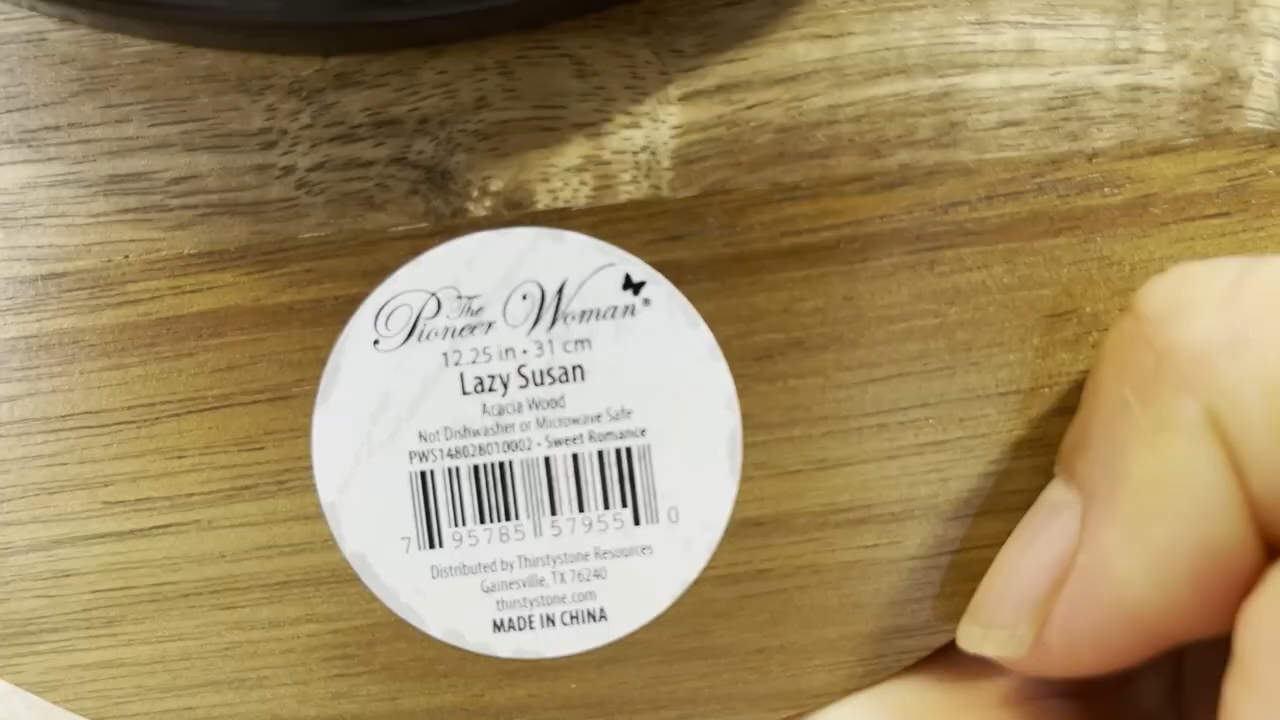 The
Pioneer Woman®
12.25 in • 31 cm
Lazy Susan
Acacia Wood
Not Dishwasher or Microwave Safe
PWS148028010002 - Sweet Romance
7 95785 57955 0
Distributed by Thirstystone Resources
Gainesville, TX 76240
thirstystone.com
MADE IN CHINA